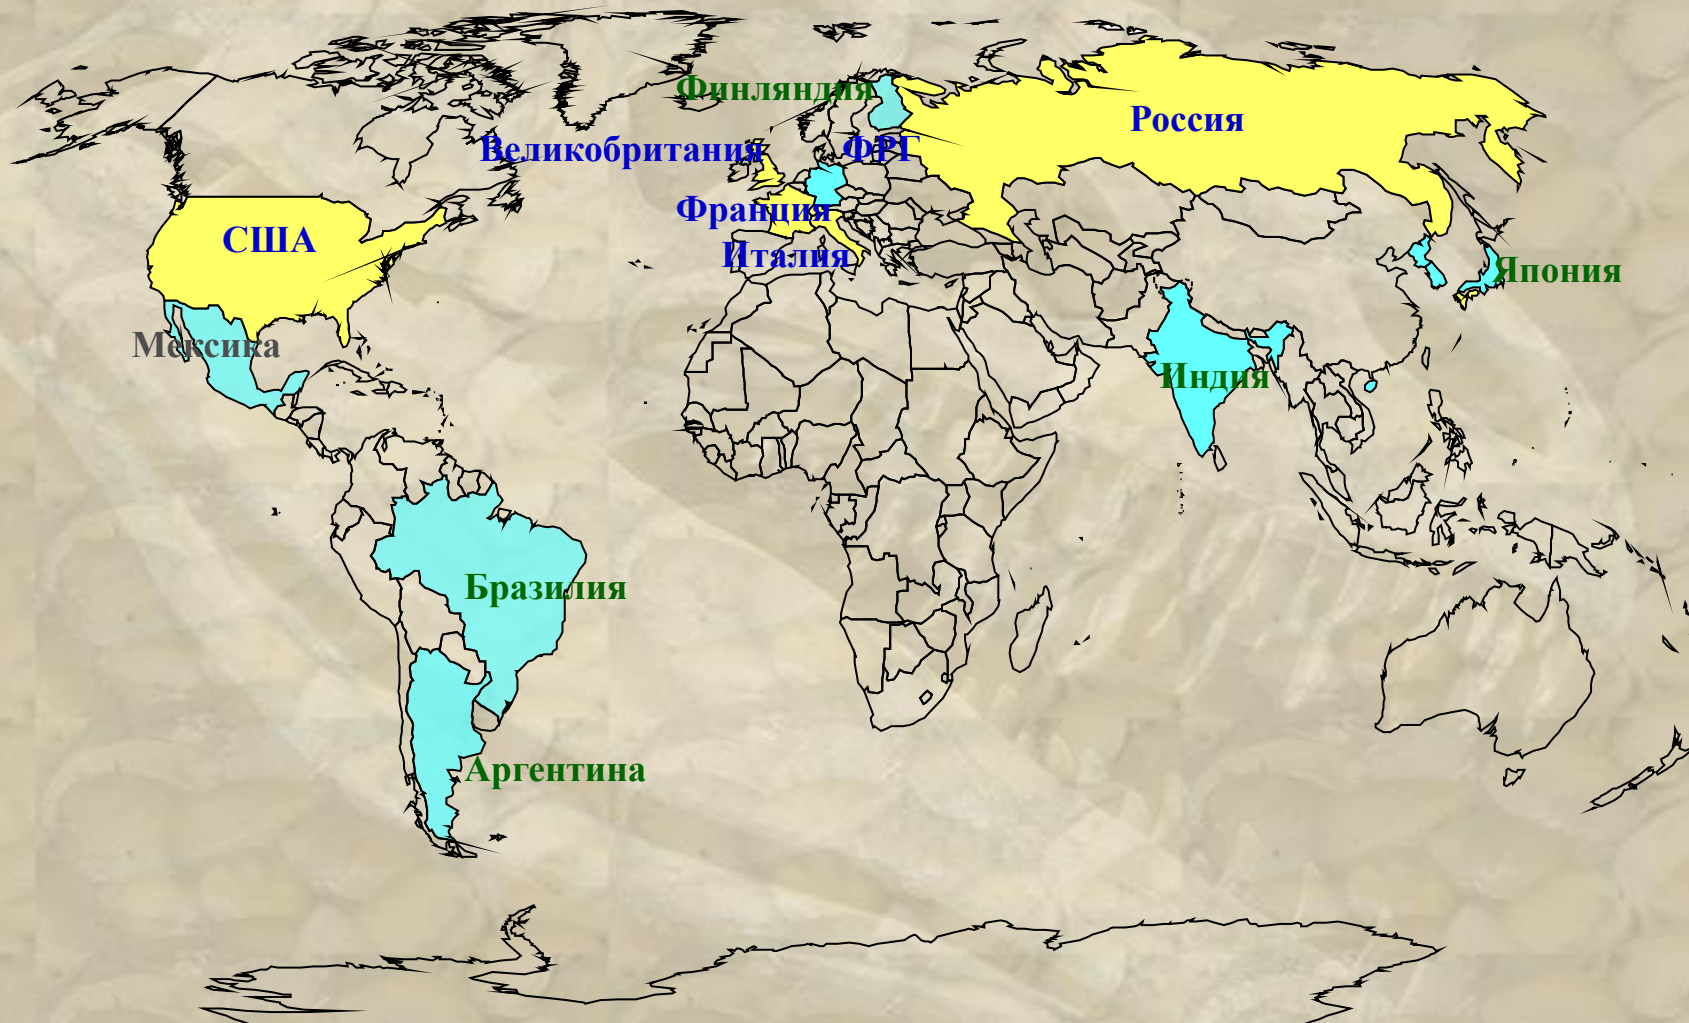 Финляндия
Россия
Великобритания
ФРГ
Франция
США
Италия
Япония
Мексика
Индия
Бразилия
Аргентина